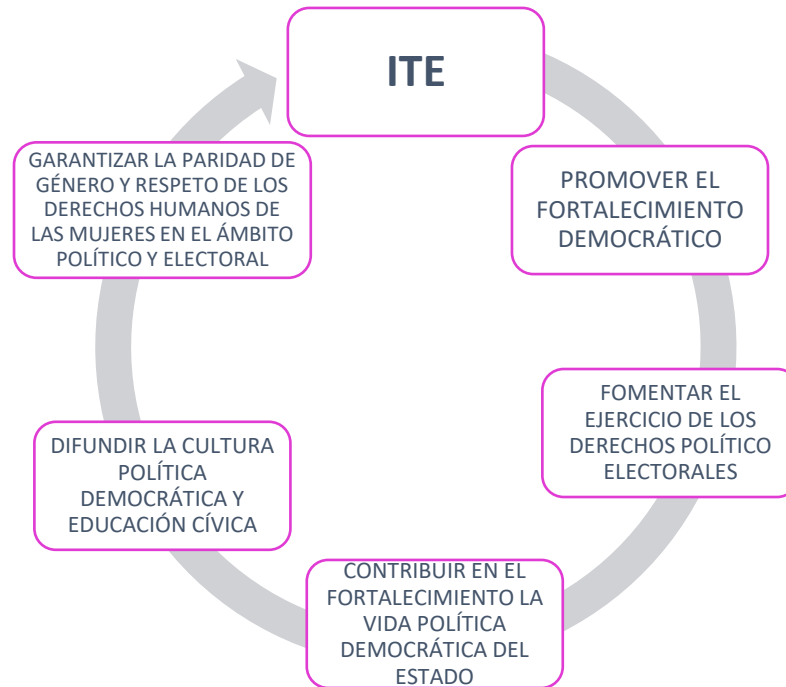 ITE
PROMOVER EL
FORTALECIMIENTO
DEMOCRÁTICO
FOMENTAR EL
EJERCICIO DE LOS
DERECHOS POLÍTICO
ELECTORALES
CONTRIBUIR EN EL
FORTALECIMIENTO LA
VIDA POLÍTICA
DEMOCRÁTICA DEL
ESTADO
DIFUNDIR LA CULTURA
POLÍTICA
DEMOCRÁTICA Y
EDUCACIÓN CÍVICA
GARANTIZAR LA PARIDAD DE
GÉNERO Y RESPETO DE LOS
DERECHOS HUMANOS DE
LAS MUJERES EN EL ÁMBITO
POLÍTICO Y ELECTORAL